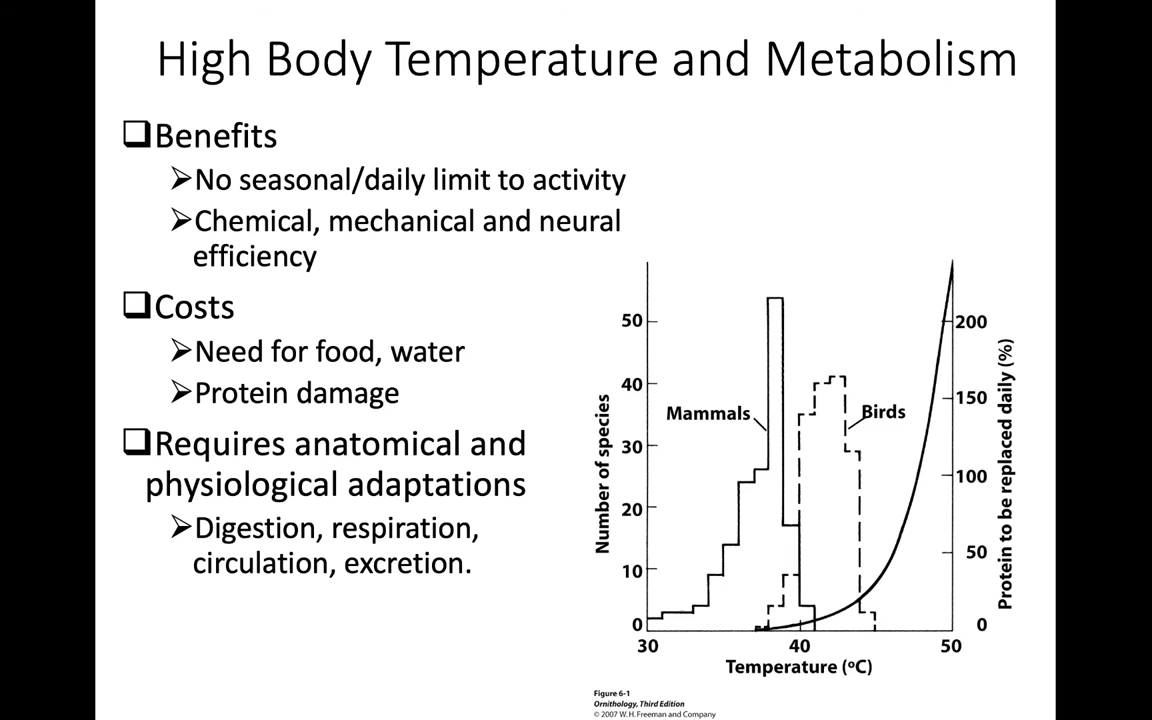 High Body Temperature and Metabolism
❑Benefits
➢No seasonal/daily limit to activity
➢Chemical, mechanical and neural
efficiency
❑Costs
➢Need for food, water
➢Protein damage
❑Requires anatomical and
physiological adaptations
➢Digestion, respiration,
circulation, excretion.
Number of species
50
40
30
20
10
0
Mammals
Birds
200
150
100
50
0
Protein to be replaced daily (%)
30 40 50
Temperature (ºC)
Figure 6-1
Ornithology, Third Edition
© 2007 W. H. Freeman and Company